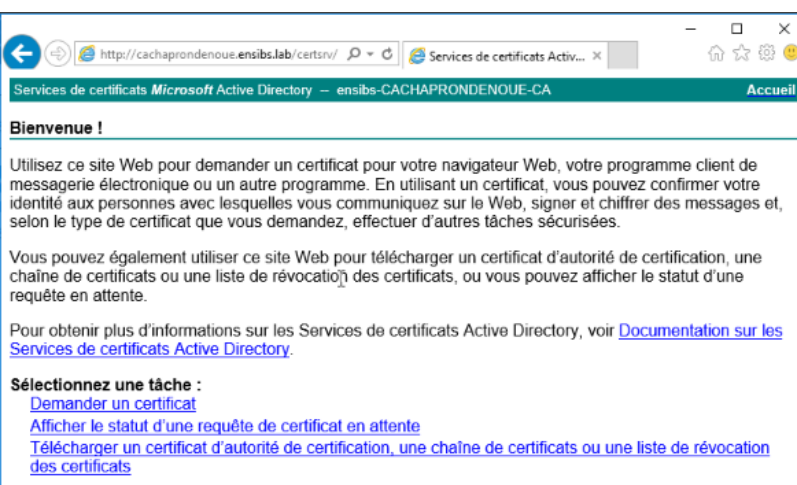 http://cachaprondenoue.ensibs.lab/certsrv/
Services de certificats Activ...
Services de certificats Microsoft Active Directory -- ensibs-CACHAPRONDENOUE-CA
Accueil
Bienvenue !
Utilisez ce site Web pour demander un certificat pour votre navigateur Web, votre programme client de
messagerie électronique ou un autre programme. En utilisant un certificat, vous pouvez confirmer votre
identité aux personnes avec lesquelles vous communiquez sur le Web, signer et chiffrer des messages et,
selon le type de certificat que vous demandez, effectuer d'autres tâches sécurisées.
Vous pouvez également utiliser ce site Web pour télécharger un certificat d'autorité de certification, une
chaîne de certificats ou une liste de révocation des certificats, ou vous pouvez afficher le statut d'une
requête en attente.
Pour obtenir plus d'informations sur les Services de certificats Active Directory, voir Documentation sur les
Services de certificats Active Directory.
Sélectionnez une tâche :
Demander un certificat
Afficher le statut d'une requête de certificat en attente
Télécharger un certificat d'autorité de certification, une chaîne de certificats ou une liste de révocation
des certificats